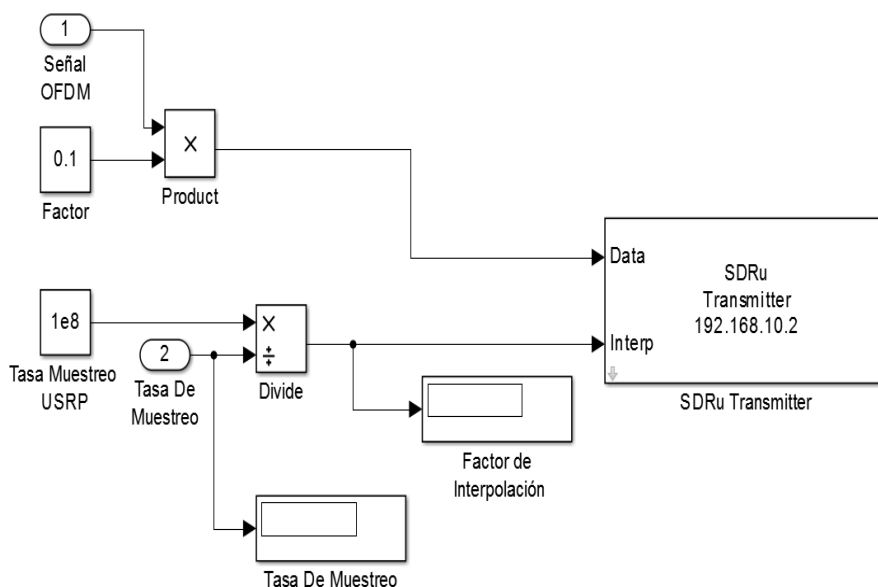 1
Señal
OFDM
0.1
Factor
X
Product
1e8
Tasa Muestreo
USRP
2
Tasa De
Muestreo
X
÷
Divide
Data
Interp
SDRu
Transmitter
192.168.10.2
SDRu Transmitter
Factor de
Interpolación
Tasa De Muestreo